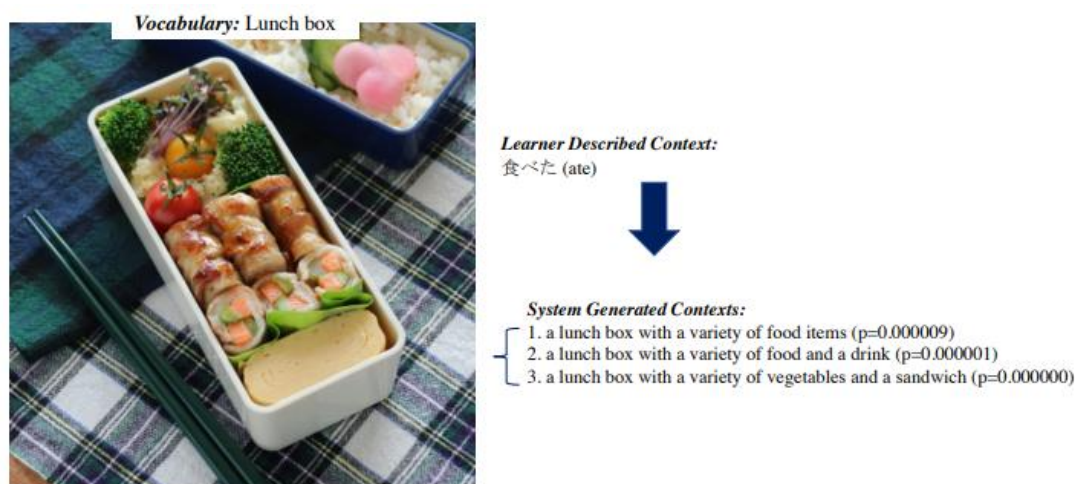 Vocabulary: Lunch box
Learner Described Context:
食べた (ate)
System Generated Contexts:
1. a lunch box with a variety of food items (p=0.000009)
2. a lunch box with a variety of food and a drink (p=0.000001)
3. a lunch box with a variety of vegetables and a sandwich (p=0.000000)